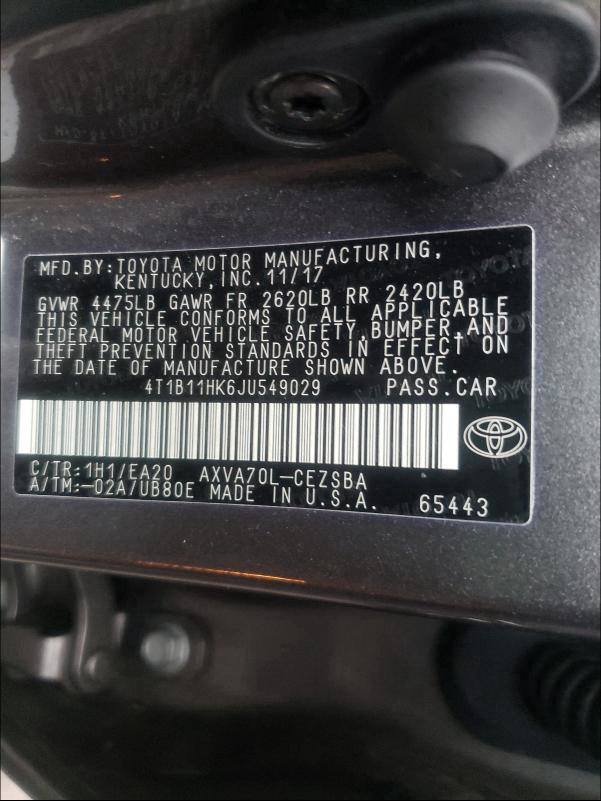 MFD.BY:TOYOTA MOTOR MANUFACTURING,
KENTUCKY,INC.11/17
GVWR 4475LB GAWR FR 2620LB RR 2420LB
THIS VEHICLE CONFORMS TO ALL APPLICABLE
FEDERAL MOTOR VEHICLE SAFETY,BUMPER,AND
THEFT PREVENTION STANDARDS IN EFFECT ON
THE DATE OF MANUFACTURE SHOWN ABOVE.
4T1B11HK6JU549029 PASS.CAR
C/TR:1H1/EA20 AXVA70L-CEZSBA
A/TM:-02A/UB80E MADE IN U.S.A. 65443